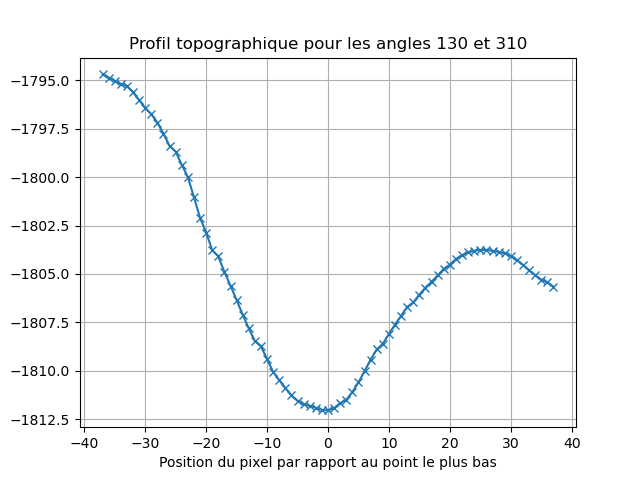 Profil topographique pour les angles 130 et 310
−1795.0
−1797.5
−1800.0
−1802.5
−1805.0
−1807.5
−1810.0
−1812.5
−40 −30 −20 −10 0 10 20 30 40
Position du pixel par rapport au point le plus bas